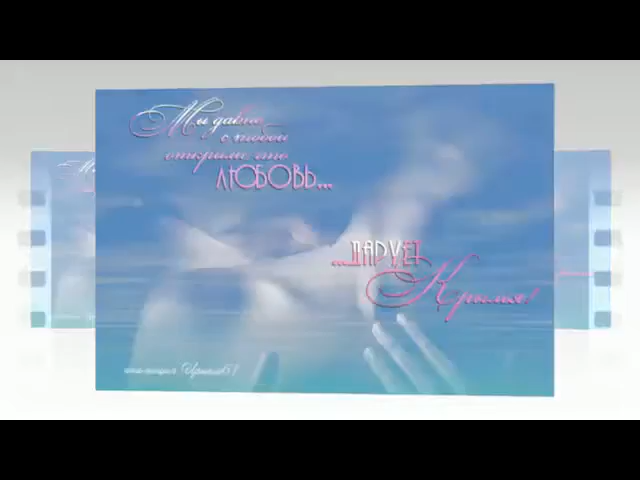 Мы давно
с тобой
открыли, что
ЛЮБОВЬ...
...ДАРУЕТ
Крылья!